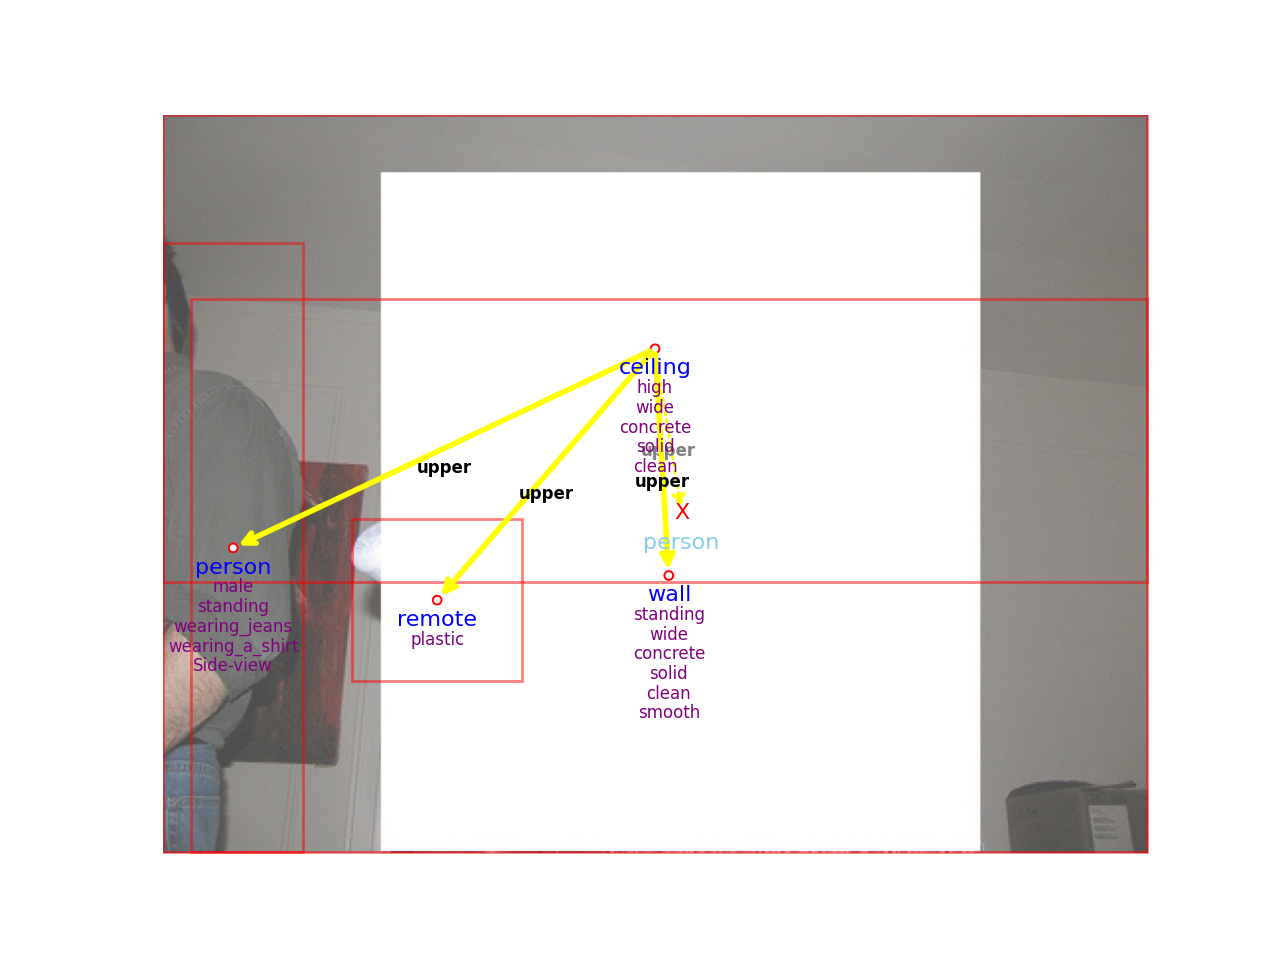 ceiling
high
wide
concrete
solid
clean
upper
upper
upper
upper
X
person
person
male
standing
wearing_jeans
wearing_a_shirt
Side-view
remote
plastic
wall
standing
wide
concrete
solid
clean
smooth